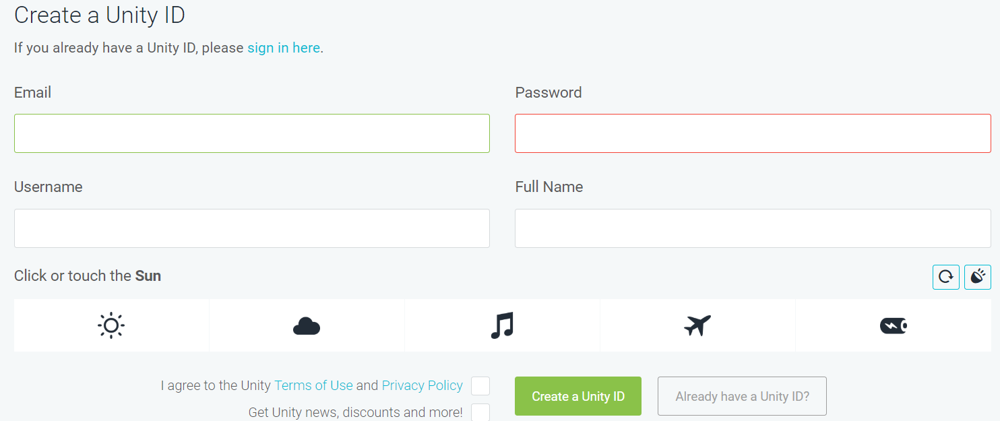 Create a Unity ID
If you already have a Unity ID, please sign in here.
Email
Password
Username
Full Name
Click or touch the Sun
I agree to the Unity Terms of Use and Privacy Policy
Get Unity news, discounts and more!
Create a Unity ID
Already have a Unity ID?